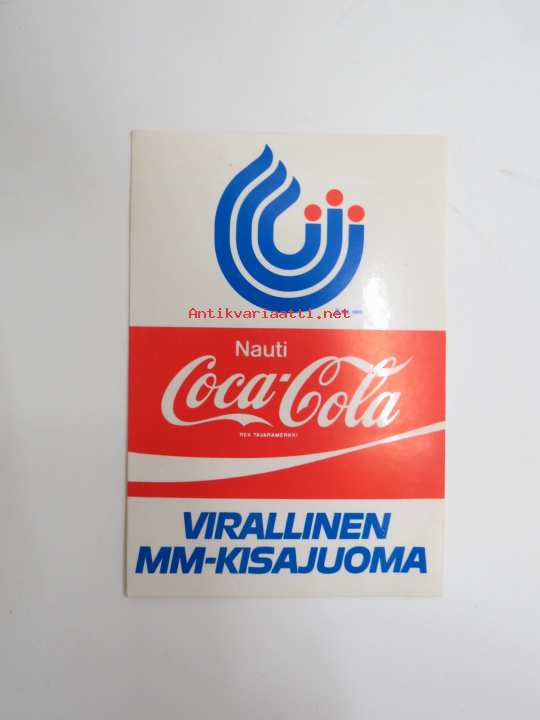 Antikvariaatti.net
Nauti
Coca-Cola
REK TAVARAMERKKI
VIRALLINEN
MM-KISAJUOMA